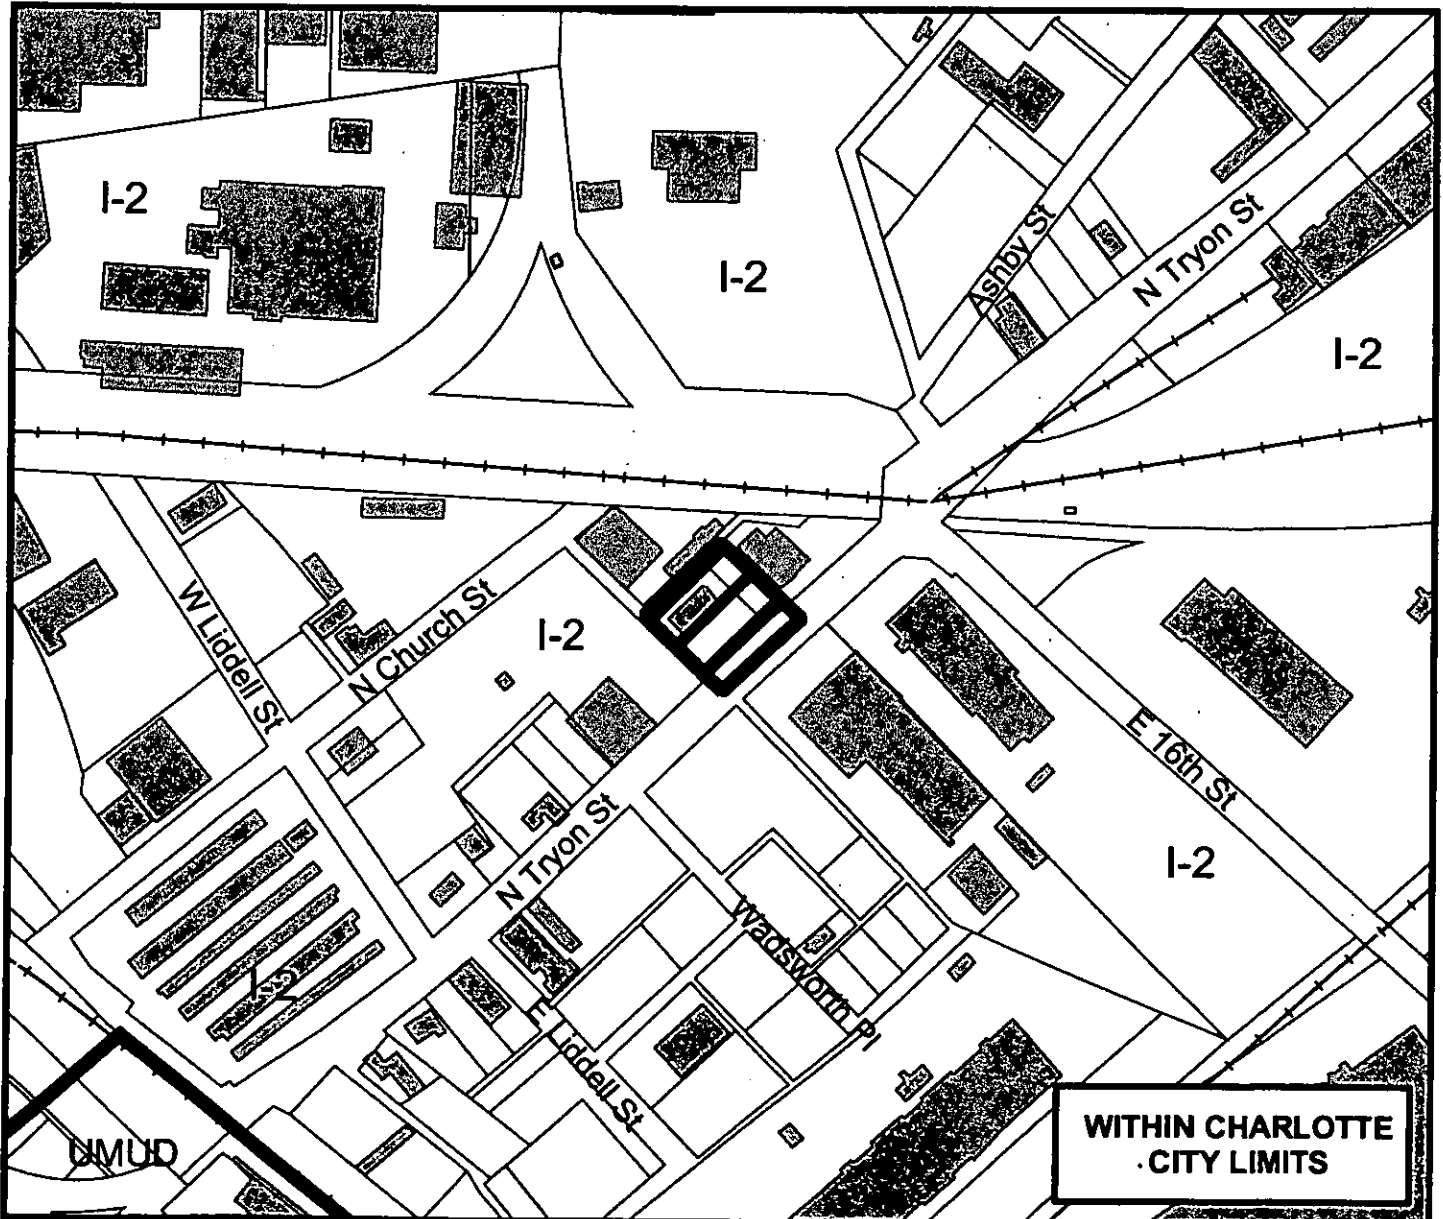 I-2
I-2
Ashby St
N Tryon St
I-2
W Liddell St
N Church St
I-2
E 16th St
N Tryon St
I-2
Wadsworth Pl
I-2
E Liddell St
UMUD
WITHIN CHARLOTTE
CITY LIMITS